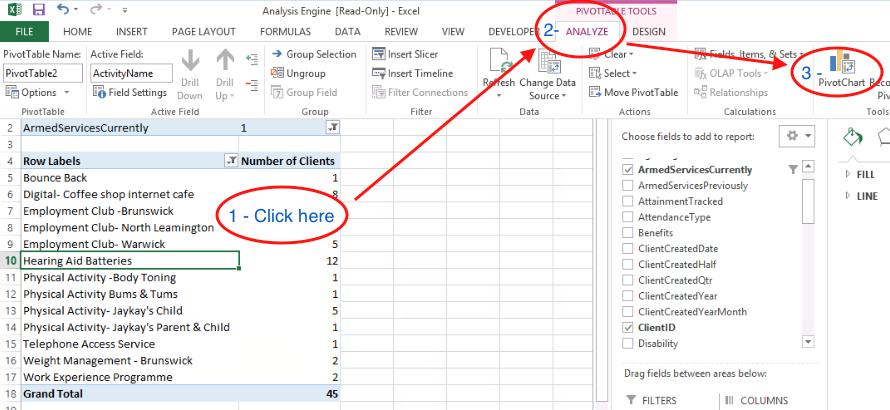 Analysis Engine [Read-Only] - Excel
PIVOTTABLE TOOLS
FILE HOME INSERT PAGE LAYOUT FORMULAS DATA REVIEW VIEW DEVELOPER 2- ANALYZE DESIGN
PivotTable Name:
PivotTable2
Options
PivotTable
Active Field:
ActivityName
Field Settings
Drill Down
Drill Up
Active Field
Group Selection
Ungroup
Group Field
Group
Insert Slicer
Insert Timeline
Filter Connections
Filter
Refresh
Change Data Source
Data
Clear
Select
Move PivotTable
Actions
Fields, Items, & Sets
OLAP Tools
Relationships
Calculations
3 -
PivotChart
Tools
2 ArmedServicesCurrently 1
3
4 Row Labels Number of Clients
5 Bounce Back 1
6 Digital- Coffee shop internet cafe 8
7 Employment Club -Brunswick
8 Employment Club- North Leamington
9 Employment Club- Warwick 5
10 Hearing Aid Batteries 12
11 Physical Activity -Body Toning 1
12 Physical Activity Bums & Tums 1
13 Physical Activity- Jaykay's Child 5
14 Physical Activity- Jaykay's Parent & Child 1
15 Telephone Access Service 1
16 Weight Management - Brunswick 2
17 Work Experience Programme 2
18 Grand Total 45
1 - Click here
Choose fields to add to report:
ArmedServicesCurrently
ArmedServicesPreviously
AttainmentTracked
AttendanceType
Benefits
ClientCreatedDate
ClientCreatedHalf
ClientCreatedQtr
ClientCreatedYear
ClientCreatedYearMonth
ClientID
Disability
Drag fields between areas below:
FILTERS COLUMNS
FILL
LINE